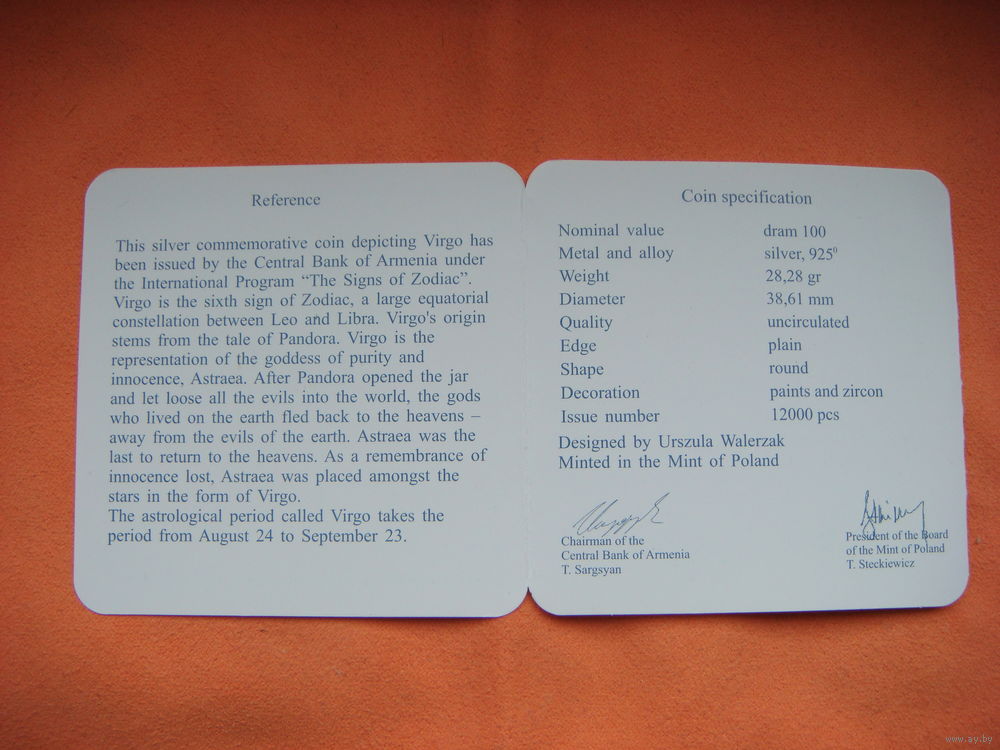 Reference
This silver commemorative coin depicting Virgo has
been issued by the Central Bank of Armenia under
the International Program “The Signs of Zodiac”.
Virgo is the sixth sign of Zodiac, a large equatorial
constellation between Leo and Libra. Virgo's origin
stems from the tale of Pandora. Virgo is the
representation of the goddess of purity and
innocence, Astraea. After Pandora opened the jar
and let loose all the evils into the world, the gods
who lived on the earth fled back to the heavens –
away from the evils of the earth. Astraea was the
last to return to the heavens. As a remembrance of
innocence lost, Astraea was placed amongst the
stars in the form of Virgo.
The astrological period called Virgo takes the
period from August 24 to September 23.
Coin specification
Nominal value dram 100
Metal and alloy silver, 925⁰
Weight 28,28 gr
Diameter 38,61 mm
Quality uncirculated
Edge plain
Shape round
Decoration paints and zircon
Issue number 12000 pcs
Designed by Urszula Walerzak
Minted in the Mint of Poland
Chairman of the
Central Bank of Armenia
T. Sargsyan
President of the Board
of the Mint of Poland
T. Steckiewicz
www.ay.by